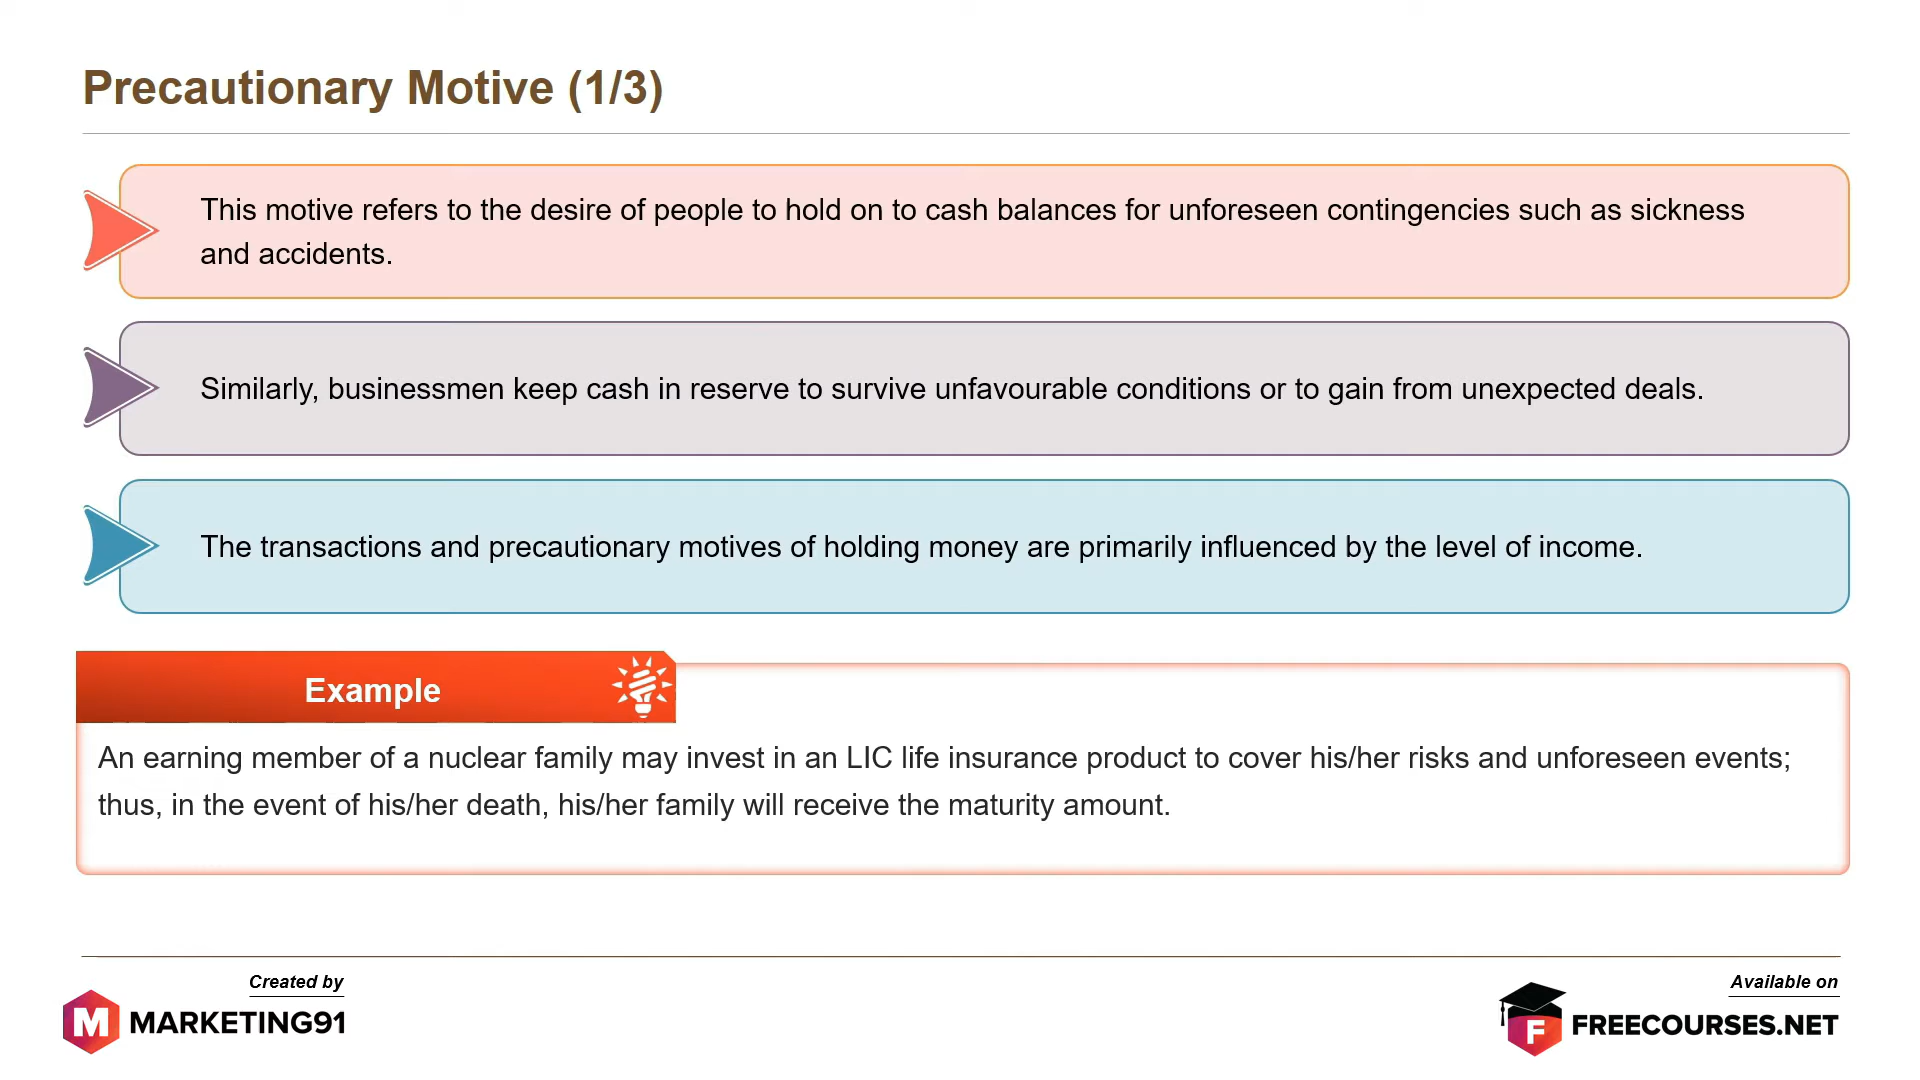 Precautionary Motive (1/3)
This motive refers to the desire of people to hold on to cash balances for unforeseen contingencies such as sickness
and accidents.
Similarly, businessmen keep cash in reserve to survive unfavourable conditions or to gain from unexpected deals.
The transactions and precautionary motives of holding money are primarily influenced by the level of income.
Example
An earning member of a nuclear family may invest in an LIC life insurance product to cover his/her risks and unforeseen events;
thus, in the event of his/her death, his/her family will receive the maturity amount.
Created by
M MARKETING91
Available on
F FREECOURSES.NET